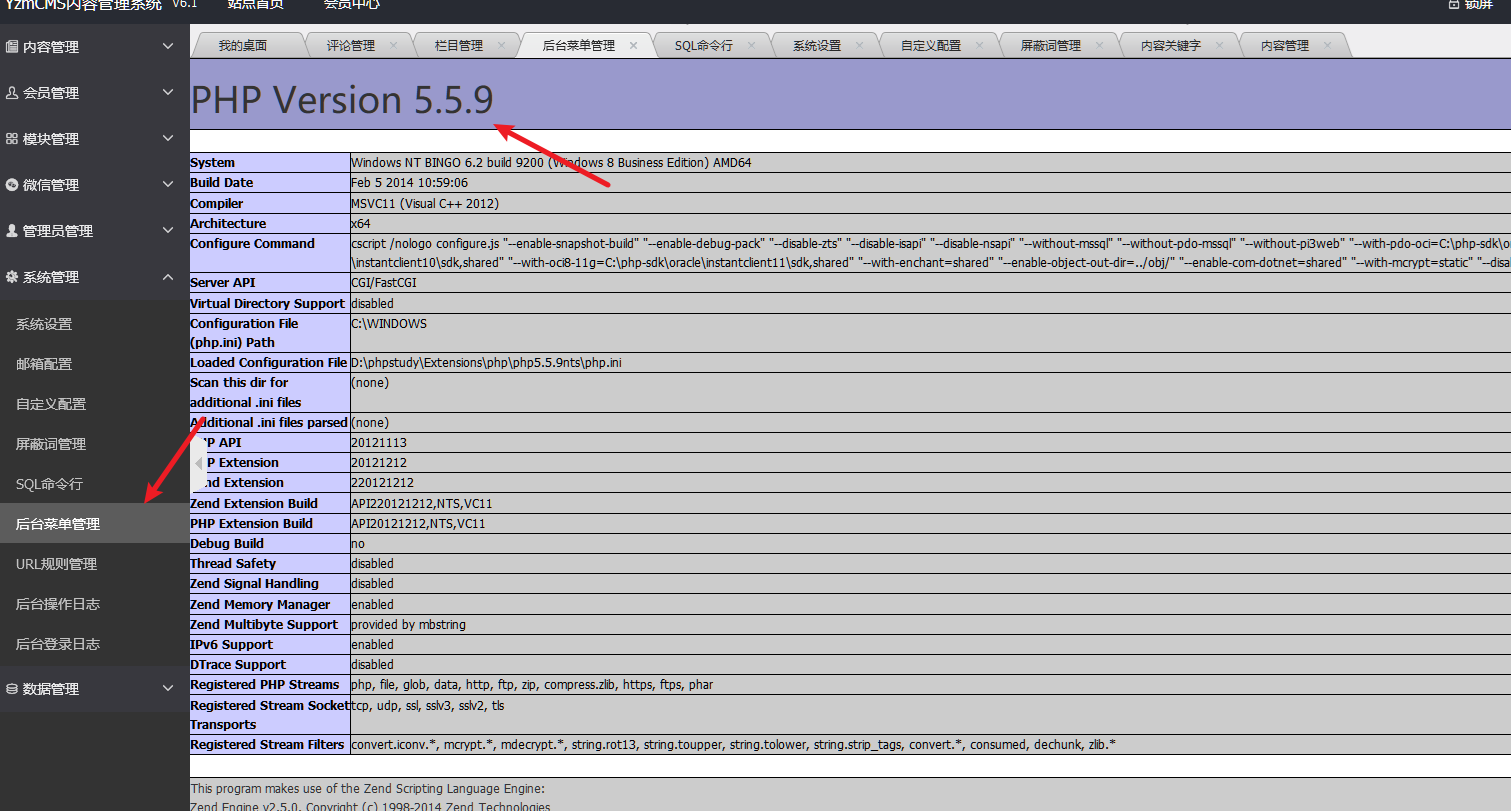 YzmCMS内容管理系统 V6.1 站点首页 会员中心 锁屏
我的桌面 评论管理 × 栏目管理 × 后台菜单管理 × SQL命令行 × 系统设置 × 自定义配置 × 屏蔽词管理 × 内容关键字 × 内容管理 ×
内容管理
会员管理
模块管理
微信管理
管理员管理
系统管理
系统设置
邮箱配置
自定义配置
屏蔽词管理
SQL命令行
后台菜单管理
URL规则管理
后台操作日志
后台登录日志
数据管理
PHP Version 5.5.9
System Windows NT BINGO 6.2 build 9200 (Windows 8 Business Edition) AMD64
Build Date Feb 5 2014 10:59:06
Compiler MSVC11 (Visual C++ 2012)
Architecture x64
Configure Command cscript /nologo configure.js "--enable-snapshot-build" "--enable-debug-pack" "--disable-zts" "--disable-isapi" "--disable-nsapi" "--without-mssql" "--without-pdo-mssql" "--without-pi3web" "--with-pdo-oci=C:\php-sdk\or
\instantclient10\sdk,shared" "--with-oci8-11g=C:\php-sdk\oracle\instantclient11\sdk,shared" "--with-enchant=shared" "--enable-object-out-dir=../obj/" "--enable-com-dotnet=shared" "--with-mcrypt=static" "--disa
Server API CGI/FastCGI
Virtual Directory Support disabled
Configuration File C:\WINDOWS
(php.ini) Path
Loaded Configuration File D:\phpstudy\Extensions\php\php5.5.9nts\php.ini
Scan this dir for (none)
additional .ini files
Additional .ini files parsed (none)
API 20121113
Extension 20121212
Extension 220121212
Zend Extension Build API220121212,NTS,VC11
PHP Extension Build API20121212,NTS,VC11
Debug Build no
Thread Safety disabled
Zend Signal Handling disabled
Zend Memory Manager enabled
Zend Multibyte Support provided by mbstring
IPv6 Support enabled
DTrace Support disabled
Registered PHP Streams php, file, glob, data, http, ftp, zip, compress.zlib, https, ftps, phar
Registered Stream Socket tcp, udp, ssl, sslv3, sslv2, tls
Transports
Registered Stream Filters convert.iconv.*, mcrypt.*, mdecrypt.*, string.rot13, string.toupper, string.tolower, string.strip_tags, convert.*, consumed, dechunk, zlib.*
This program makes use of the Zend Scripting Language Engine:
Zend Engine v2.5.0, Copyright (c) 1998-2014 Zend Technologies